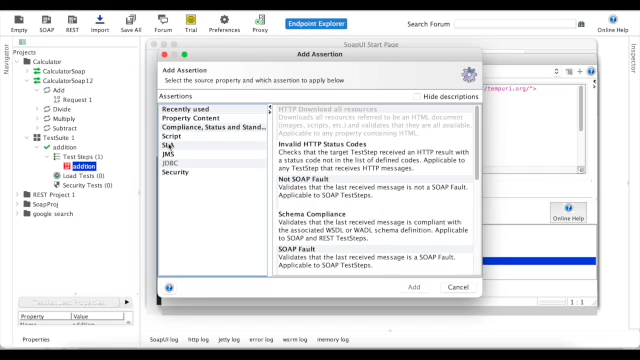 Empty SOAP REST Import Save All Forum Trial Preferences Proxy
Endpoint Explorer
Search Forum
Online Help
Navigator
Projects
Calculator
CalculatorSoap
CalculatorSoap12
Add
Request 1
Divide
Multiply
Subtract
TestSuite 1
addition
Test Steps (1)
addtion
Load Tests (0)
Security Tests (0)
REST Project 1
SoapProj
google search
TestRequest Properties
Property Value
Properties
SoapUI Start Page
Add Assertion
Add Assertion
Select the source property and which assertion to apply below
Assertions
Hide descriptions
Recently used
Property Content
Compliance, Status and Stand...
Script
SLA
JMS
JDBC
Security
HTTP Download all resources
Downloads all resources referred to be an HTML document
(images, scripts, etc.) and validates that they are all available.
Applicable to any property containing HTML.
Invalid HTTP Status Codes
Checks that the target TestStep received an HTTP result with
a status code not in the list of defined codes. Applicable to
any TestStep that receives HTTP messages.
Not SOAP Fault
Validates that the last received message is not a SOAP Fault.
Applicable to SOAP TestSteps.
Schema Compliance
Validates that the last received message is compliant with
the associated WSDL or WADL schema definition. Applicable
to SOAP and REST TestSteps.
SOAP Fault
Validates that the last received message is a SOAP Fault.
Applicable to SOAP TestSteps.
Add
Cancel
/tempuri.org/">
Online Help
1 : 1
Inspector
SoapUI log http log jetty log error log wsrm log memory log